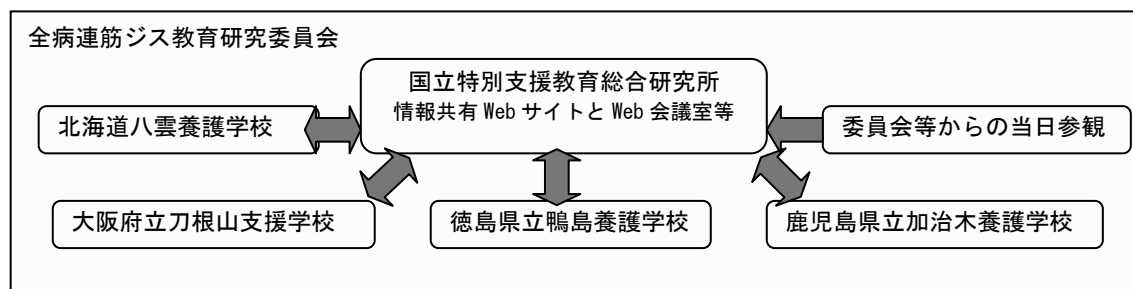 全病連筋ジス教育研究委員会
国立特別支援教育総合研究所
情報共有 Web サイトと Web 会議室等
北海道八雲養護学校
委員会等からの当日参観
大阪府立刀根山支援学校
徳島県立鴨島養護学校
鹿児島県立加治木養護学校